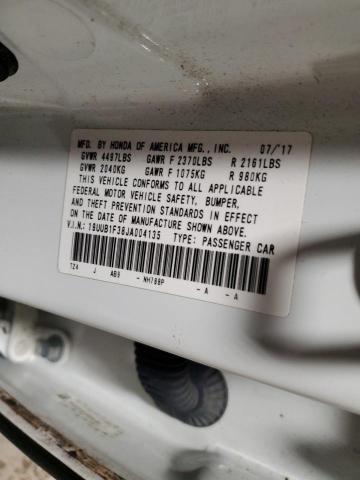 MFD. BY HONDA OF AMERICA MFG., INC. 07/'17
GVWR 4497LBS GAWR F 2370LBS R 2161LBS
GVWR 2040KG GAWR F 1075KG R 980KG
THIS VEHICLE CONFORMS TO ALL APPLICABLE
FEDERAL MOTOR VEHICLE SAFETY, BUMPER,
AND THEFT PREVENTION STANDARDS IN EFFECT
ON THE DATE OF MANUFACTURE SHOWN ABOVE.
V.I.N.: 19UUB1F38JA004135 TYPE: PASSENGER CAR
TZ4 J AB9 - NH788P - A - A